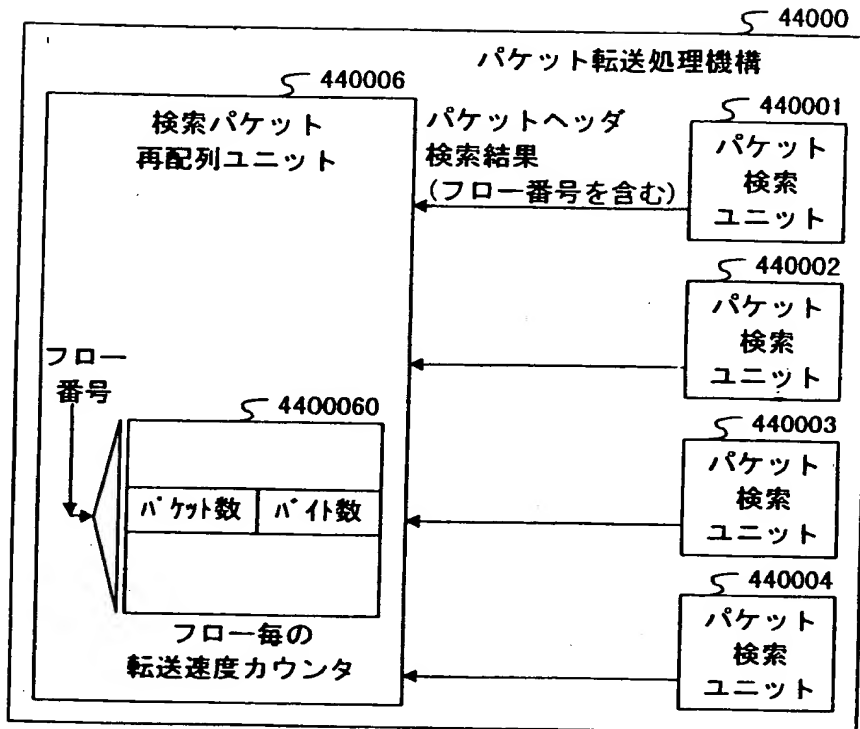 44000
パケット転送処理機構
440006
検索パケット
再配列ユニット
パケットヘッダ
検索結果
(フロー番号を含む)
440001
パケット
検索
ユニット
440002
パケット
検索
ユニット
フロー
番号
4400060
パケット数 バイト数
フロー毎の
転送速度カウンタ
440003
パケット
検索
ユニット
440004
パケット
検索
ユニット